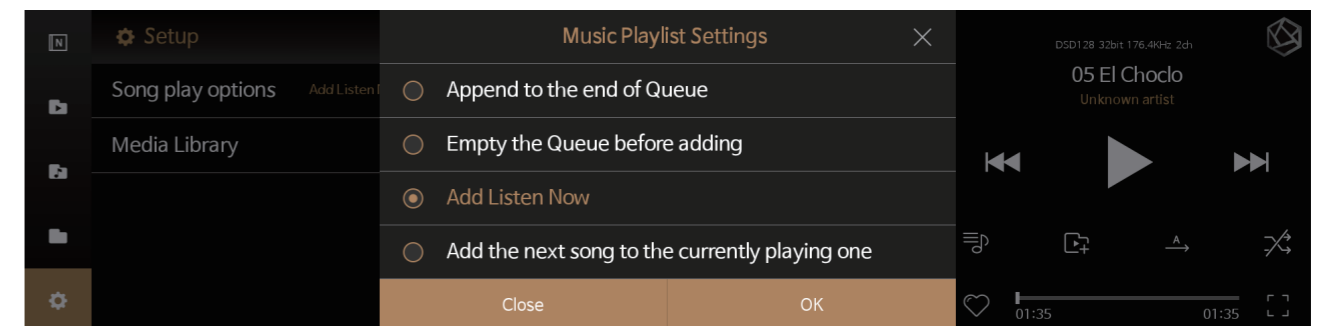 N
Setup
Song play options Add Listen
Media Library
Music Playlist Settings
Append to the end of Queue
Empty the Queue before adding
Add Listen Now
Add the next song to the currently playing one
Close OK
DSD128 32bit 176,4KHz 2ch
05 El Choclo
Unknown artist
A
01:35 01:35